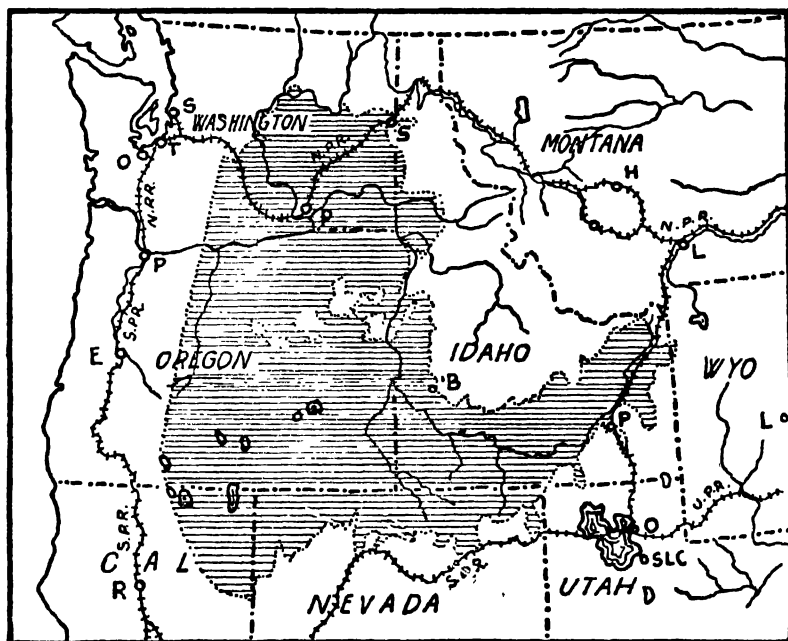 S
WASHINGTON
S
O
T
N.P.R.
MONTANA
H
N.P.R.
P
N.P.R.
P
L
S.P.R.
E
OREGON
IDAHO
WYO
B
L
P
S.P.R.
U.P.R.
O
C A L
S.P.R.
SLC
R
NEVADA
UTAH
D